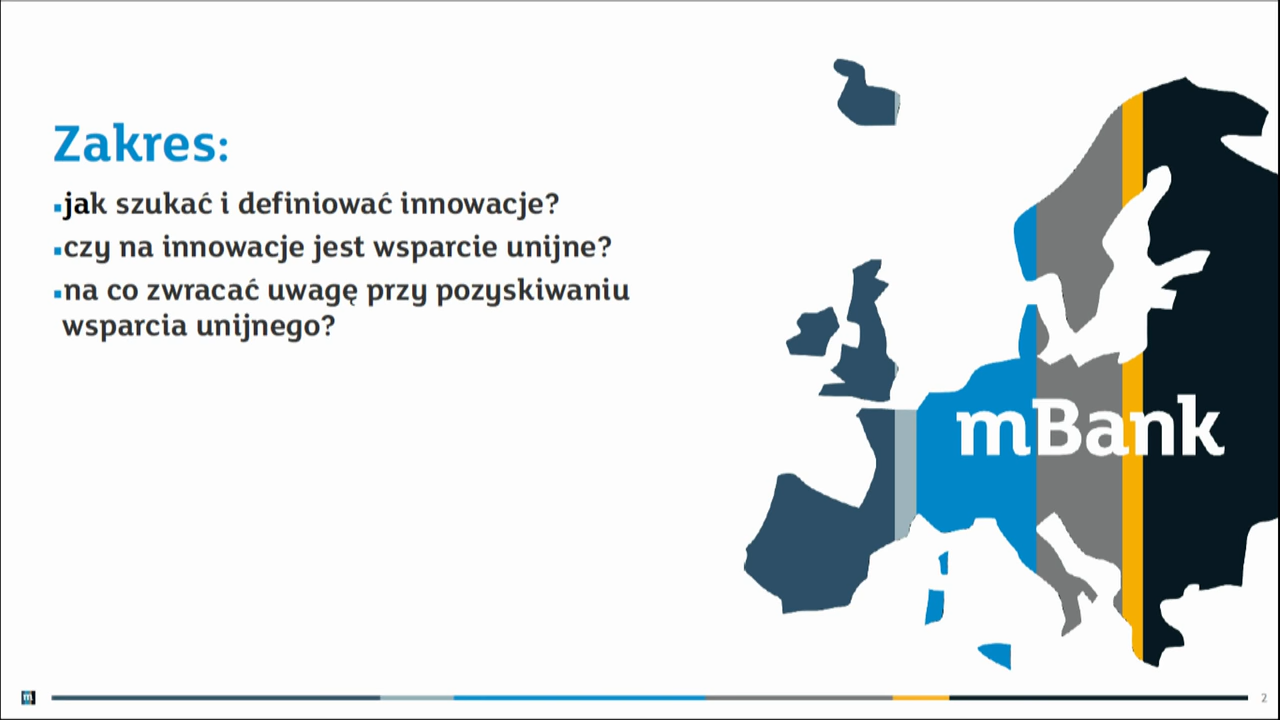 Zakres:
▪jak szukać i definiować innowacje?
▪czy na innowacje jest wsparcie unijne?
▪na co zwracać uwagę przy pozyskiwaniu
wsparcia unijnego?
mBank
m
2